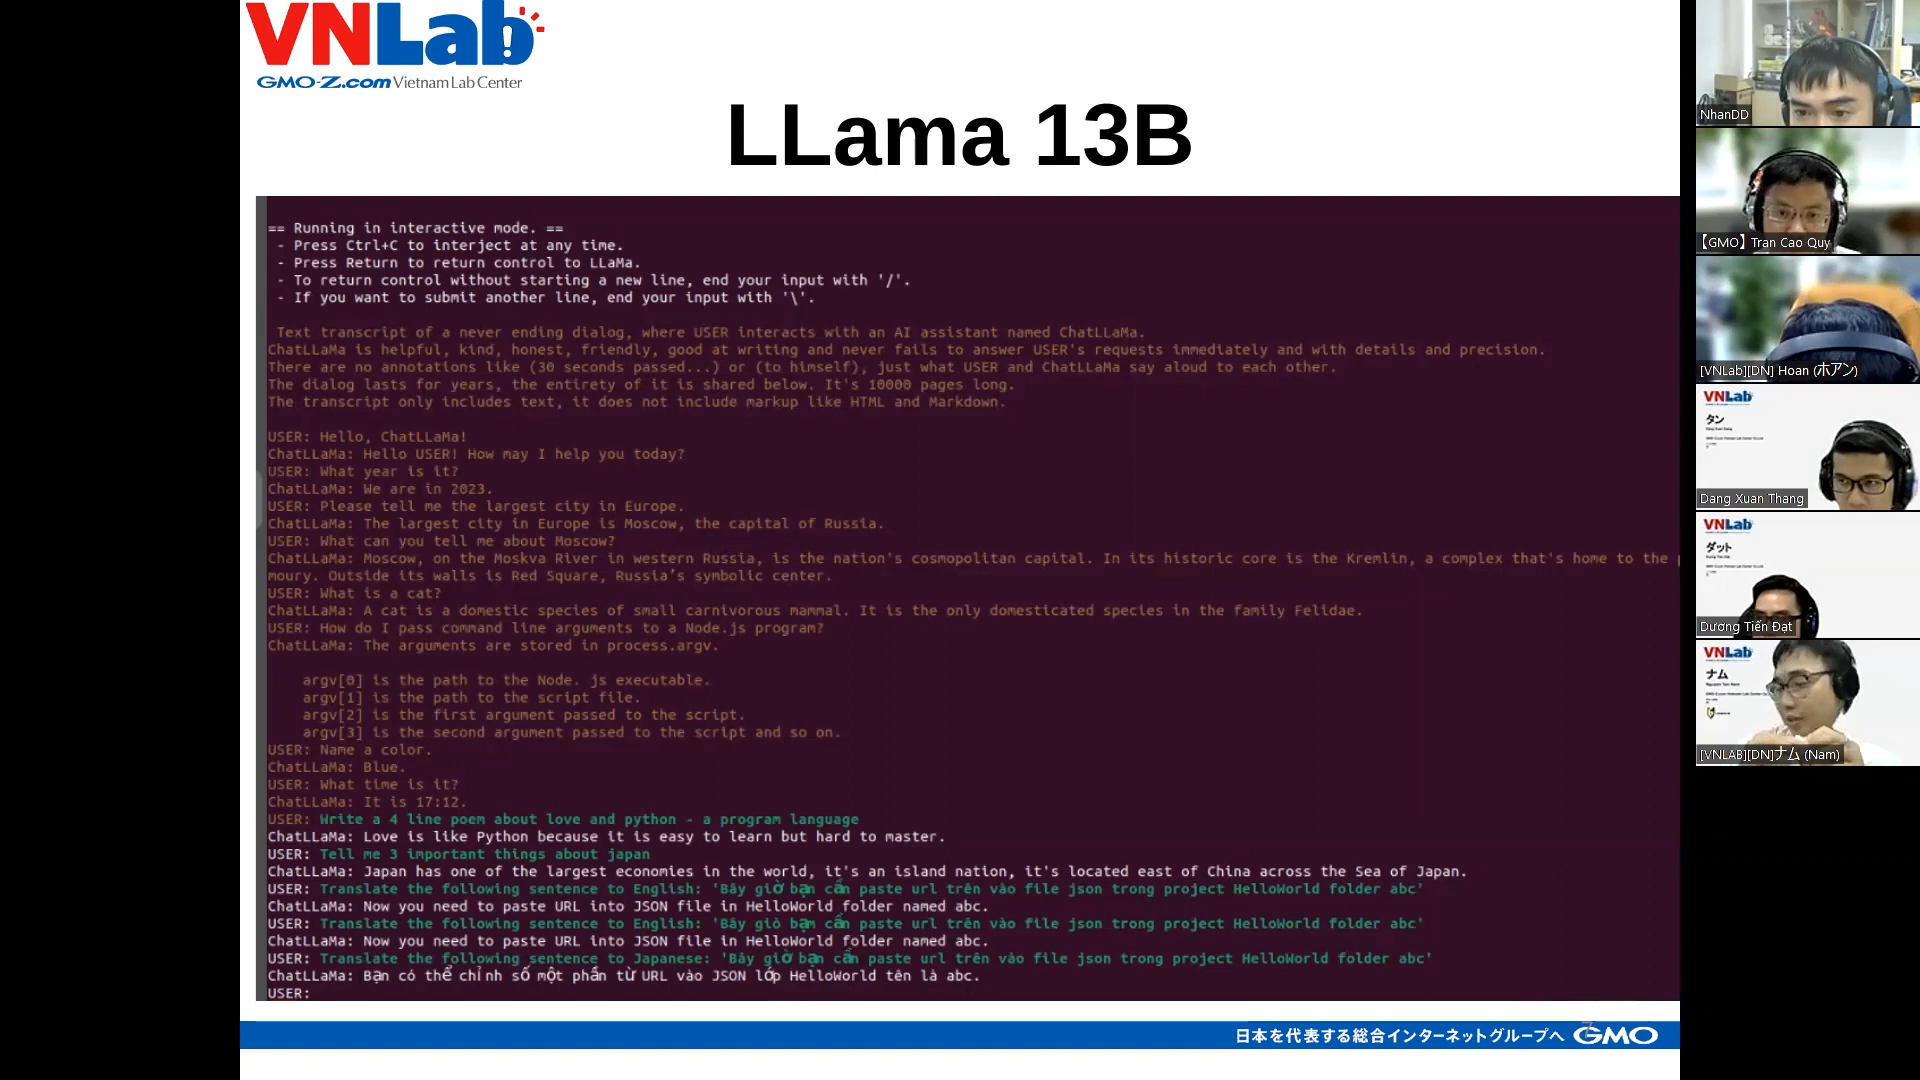 VNLab
GMO-Z.com Vietnam Lab Center
LLama 13B
== Running in interactive mode. ==
- Press Ctrl+C to interject at any time.
- Press Return to return control to LLaMa.
- To return control without starting a new line, end your input with '/'.
- If you want to submit another line, end your input with '\'.
Text transcript of a never ending dialog, where USER interacts with an AI assistant named ChatLLaMa.
ChatLLaMa is helpful, kind, honest, friendly, good at writing and never fails to answer USER's requests immediately and with details and precision.
There are no annotations like (30 seconds passed...) or (to himself), just what USER and ChatLLaMa say aloud to each other.
The dialog lasts for years, the entirety of it is shared below. It's 10000 pages long.
The transcript only includes text, it does not include markup like HTML and Markdown.
USER: Hello, ChatLLaMa!
ChatLLaMa: Hello USER! How may I help you today?
USER: What year is it?
ChatLLaMa: We are in 2023.
USER: Please tell me the largest city in Europe.
ChatLLaMa: The largest city in Europe is Moscow, the capital of Russia.
USER: What can you tell me about Moscow?
ChatLLaMa: Moscow, on the Moskva River in western Russia, is the nation's cosmopolitan capital. In its historic core is the Kremlin, a complex that's home to the
moury. Outside its walls is Red Square, Russia’s symbolic center.
USER: What is a cat?
ChatLLaMa: A cat is a domestic species of small carnivorous mammal. It is the only domesticated species in the family Felidae.
USER: How do I pass command line arguments to a Node.js program?
ChatLLaMa: The arguments are stored in process.argv.
argv[0] is the path to the Node. js executable.
argv[1] is the path to the script file.
argv[2] is the first argument passed to the script.
argv[3] is the second argument passed to the script and so on.
USER: Name a color.
ChatLLaMa: Blue.
USER: What time is it?
ChatLLaMa: It is 17:12.
USER: Write a 4 line poem about love and python - a program language
ChatLLaMa: Love is like Python because it is easy to learn but hard to master.
USER: Tell me 3 important things about japan
ChatLLaMa: Japan has one of the largest economies in the world, it's an island nation, it's located east of China across the Sea of Japan.
USER: Translate the following sentence to English: 'Bây giờ bạn cần paste url trên vào file json trong project HelloWorld folder abc'
ChatLLaMa: Now you need to paste URL into JSON file in HelloWorld folder named abc.
USER: Translate the following sentence to English: 'Bây giò bạn cần paste url trên vào file json trong project HelloWorld folder abc'
ChatLLaMa: Now you need to paste URL into JSON file in HelloWorld folder named abc.
USER: Translate the following sentence to Japanese: 'Bây giờ bạn cần paste url trên vào file json trong project HelloWorld folder abc'
ChatLLaMa: Bạn có thể chỉnh số một phần từ URL vào JSON lớp HelloWorld tên là abc.
USER:
日本を代表する総合インターネットグループへ GMO
7
NhanDD
【GMO】Tran Cao Quy
[VNLab][DN] Hoan (ホアン)
VNLab
タン
Dang Xuan Thang
VNLab
ダット
Dương Tiến Đạt
VNLab
ナム
[VNLAB][DN]ナム (Nam)